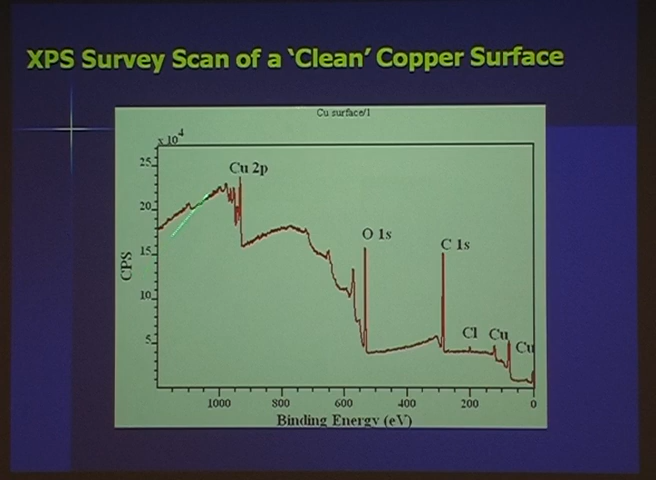 XPS Survey Scan of a ‘Clean’ Copper Surface
Cu surface/1
x 10^4
25
20
15
10
5
CPS
Cu 2p
O 1s
C 1s
Cl
Cu
Cu
1000
800
600
400
200
0
Binding Energy (eV)